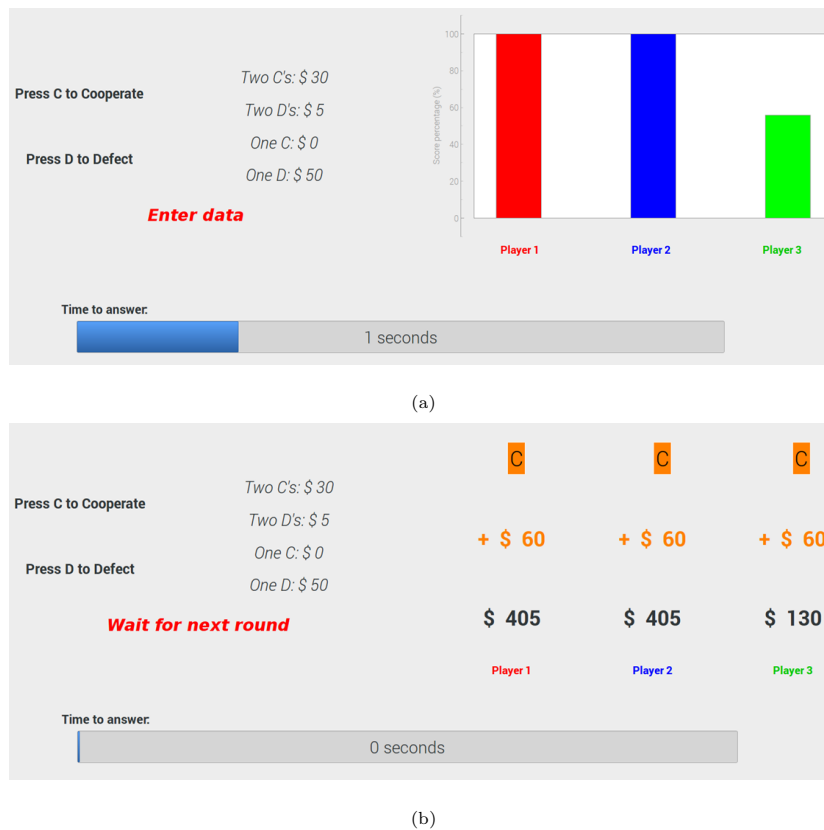 Press C to Cooperate
Two C's: $ 30
Two D's: $ 5
Press D to Defect
One C: $ 0
One D: $ 50
Enter data
Score percentage (%)
100
80
60
40
20
0
Player 1
Player 2
Player 3
Time to answer:
1 seconds
(a)
C C C
Press C to Cooperate
Two C's: $ 30
Two D's: $ 5
Press D to Defect
One C: $ 0
One D: $ 50
+ $ 60 + $ 60 + $ 60
Wait for next round
$ 405 $ 405 $ 130
Player 1 Player 2 Player 3
Time to answer:
0 seconds
(b)